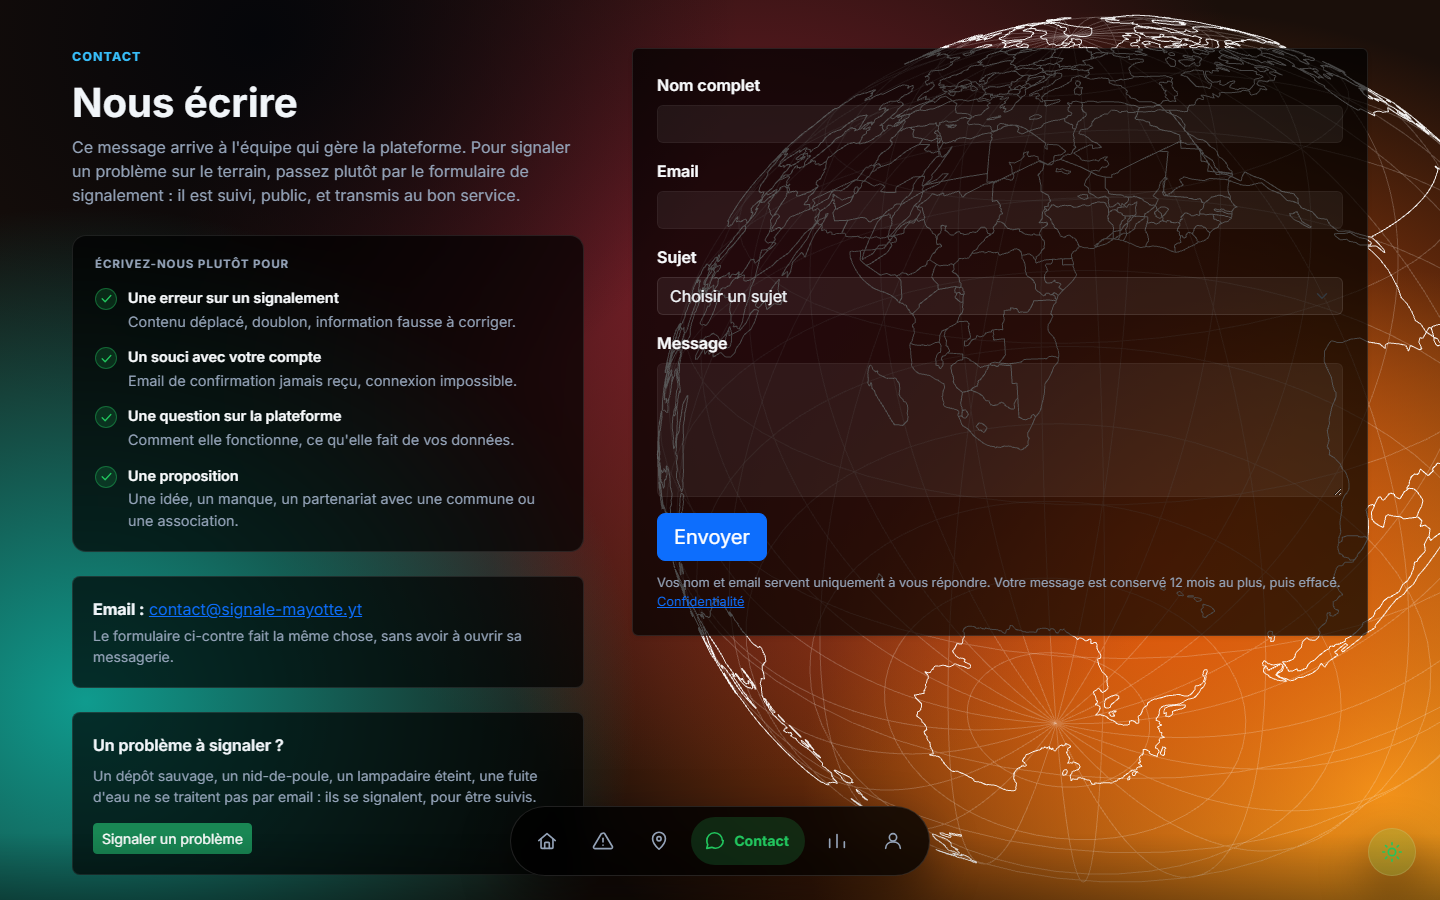 CONTACT
Nous écrire
Ce message arrive à l'équipe qui gère la plateforme. Pour signaler
un problème sur le terrain, passez plutôt par le formulaire de
signalement : il est suivi, public, et transmis au bon service.
ÉCRIVEZ-NOUS PLUTÔT POUR
Une erreur sur un signalement
Contenu déplacé, doublon, information fausse à corriger.
Un souci avec votre compte
Email de confirmation jamais reçu, connexion impossible.
Une question sur la plateforme
Comment elle fonctionne, ce qu'elle fait de vos données.
Une proposition
Une idée, un manque, un partenariat avec une commune ou
une association.
Email : contact@signale-mayotte.yt
Le formulaire ci-contre fait la même chose, sans avoir à ouvrir sa
messagerie.
Un problème à signaler ?
Un dépôt sauvage, un nid-de-poule, un lampadaire éteint, une fuite
d'eau ne se traitent pas par email : ils se signalent, pour être suivis.
Signaler un problème
Nom complet
Email
Sujet
Choisir un sujet
Message
Envoyer
Vos nom et email servent uniquement à vous répondre. Votre message est conservé 12 mois au plus, puis effacé.
Confidentialité
Contact